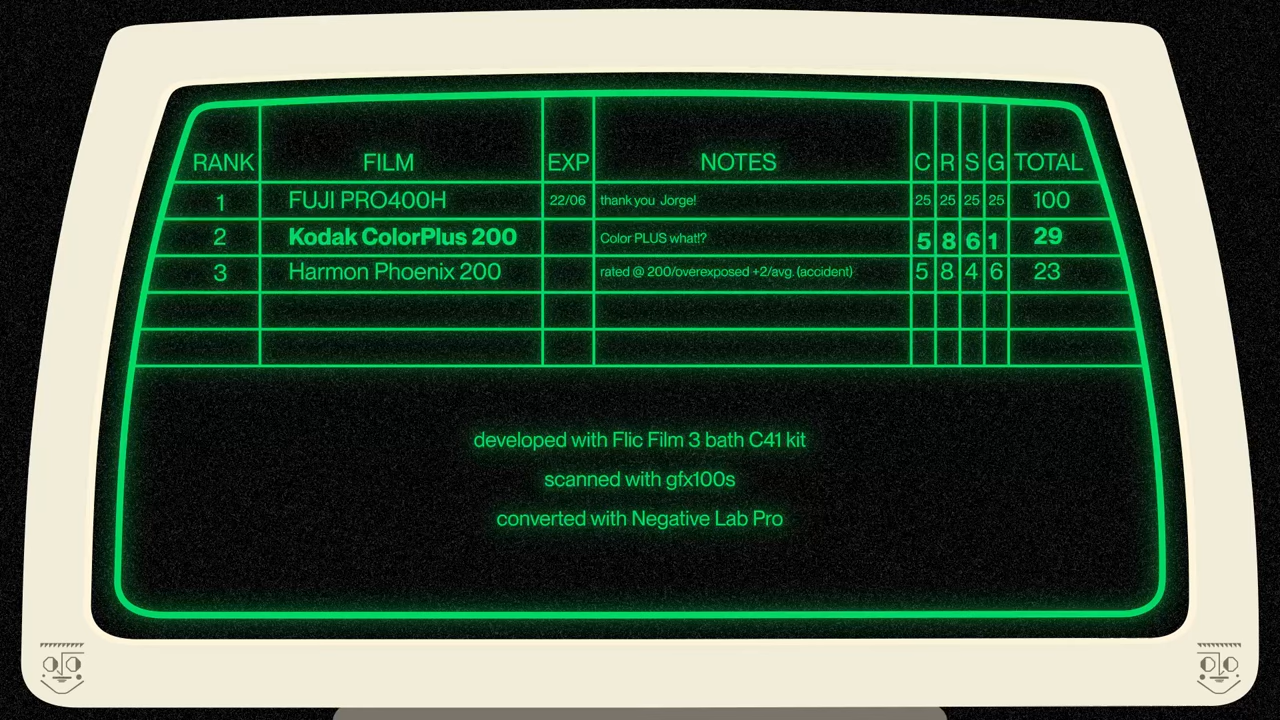 RANK FILM EXP NOTES C R S G TOTAL
1 FUJI PRO400H 22/06 thank you Jorge! 25 25 25 25 100
2 Kodak ColorPlus 200 Color PLUS what!? 5 8 6 1 29
3 Harmon Phoenix 200 rated @ 200/overexposed +2/avg. (accident) 5 8 4 6 23
developed with Flic Film 3 bath C41 kit
scanned with gfx100s
converted with Negative Lab Pro